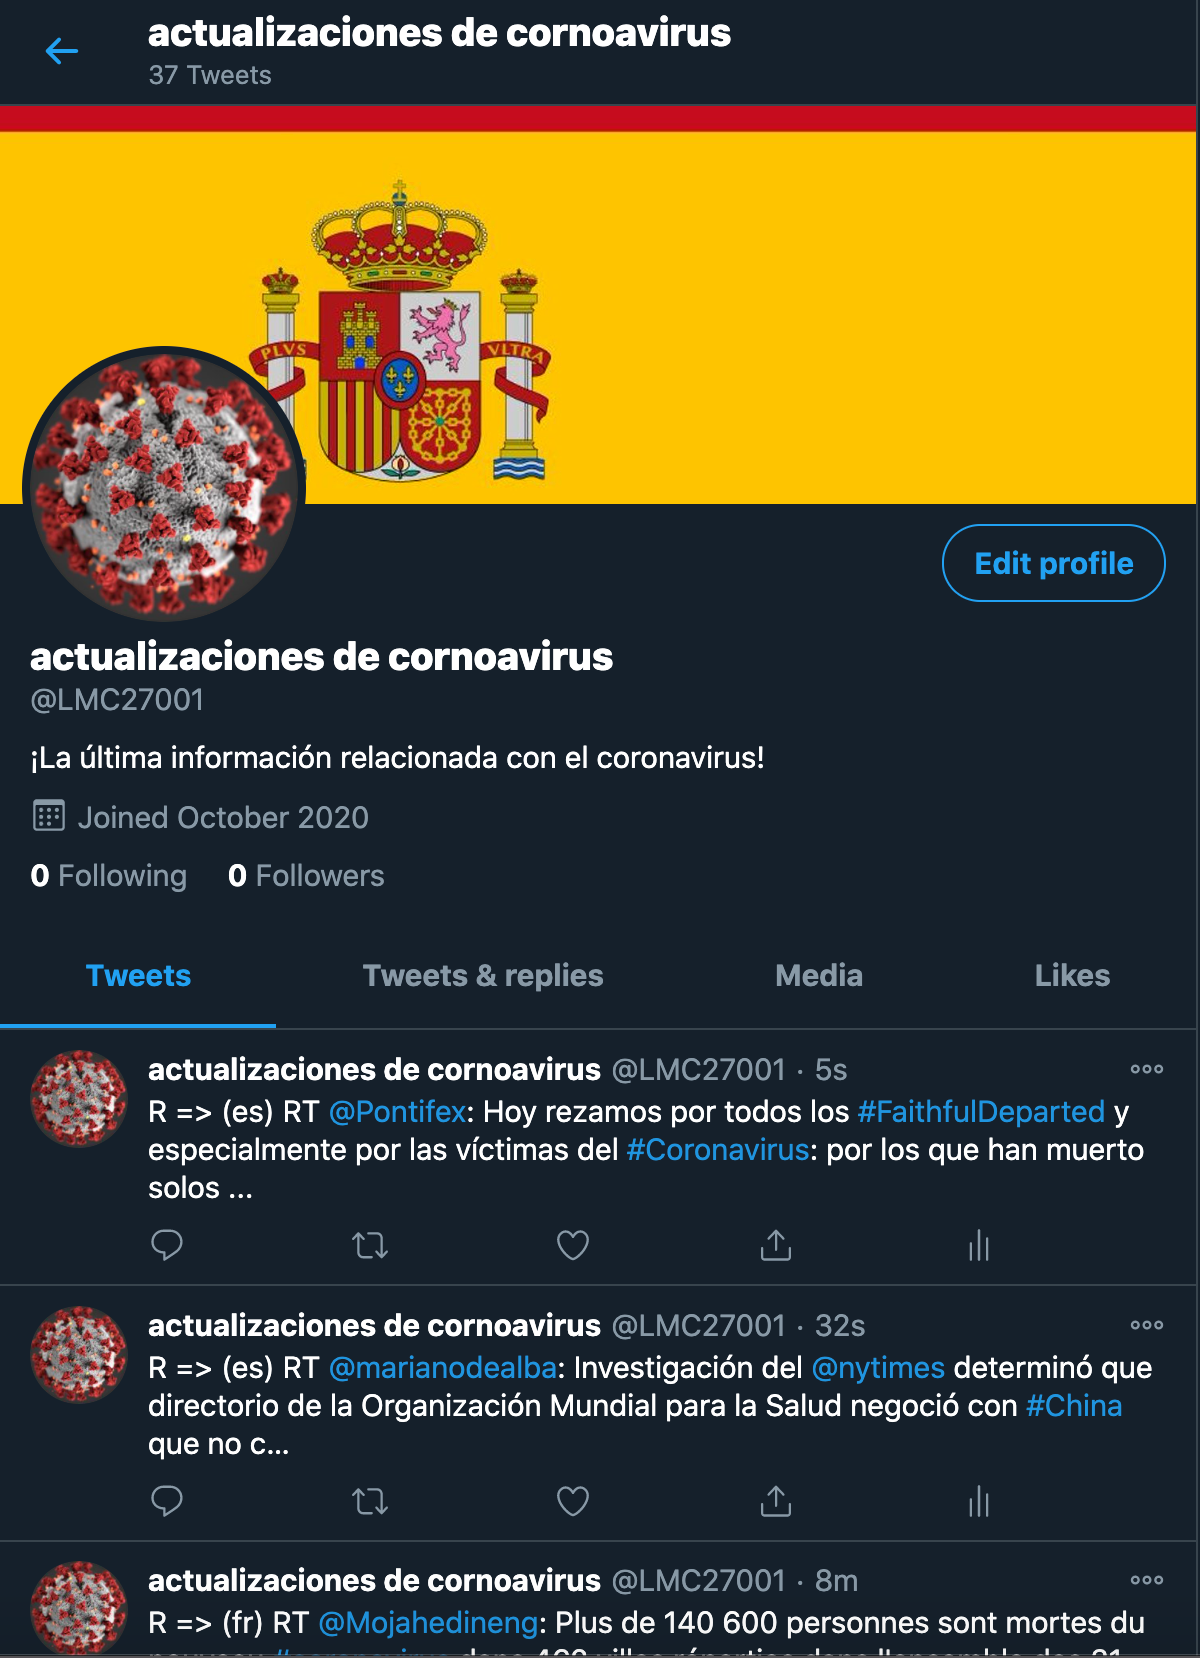 actualizaciones de cornoavirus
37 Tweets
PLVS VLTRA
Edit profile
actualizaciones de cornoavirus
@LMC27001
¡La última información relacionada con el coronavirus!
Joined October 2020
0 Following 0 Followers
Tweets Tweets & replies Media Likes
actualizaciones de cornoavirus @LMC27001 · 5s
R => (es) RT @Pontifex: Hoy rezamos por todos los #FaithfulDeparted y
especialmente por las víctimas del #Coronavirus: por los que han muerto
solos ...
actualizaciones de cornoavirus @LMC27001 · 32s
R => (es) RT @marianodealba: Investigación del @nytimes determinó que
directorio de la Organización Mundial para la Salud negoció con #China
que no c...
actualizaciones de cornoavirus @LMC27001 · 8m
R => (fr) RT @Mojahedineng: Plus de 140 600 personnes sont mortes du